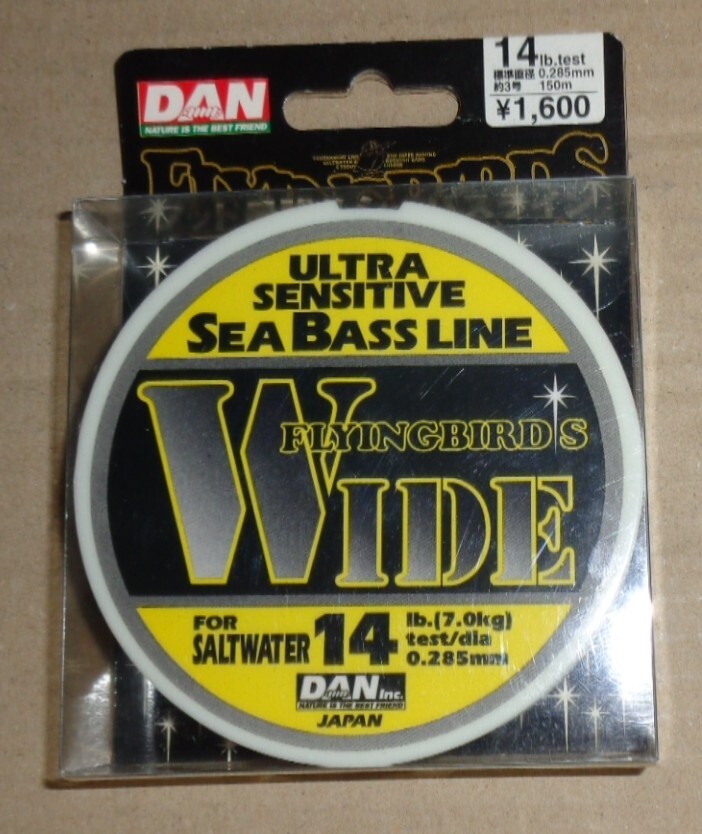 DAN
NATURE IS THE BEST FRIEND
14lb.test
標準直径 0.285mm
約3号 150m
¥1,600
FLYINGBIRD'S
ULTRA
SENSITIVE
SEA BASS LINE
FLYINGBIRD'S
WIDE
FOR
SALTWATER
14
lb.(7.0kg)
test/dia
0.285mm
DAN Inc.
NATURE IS THE BEST FRIEND
JAPAN